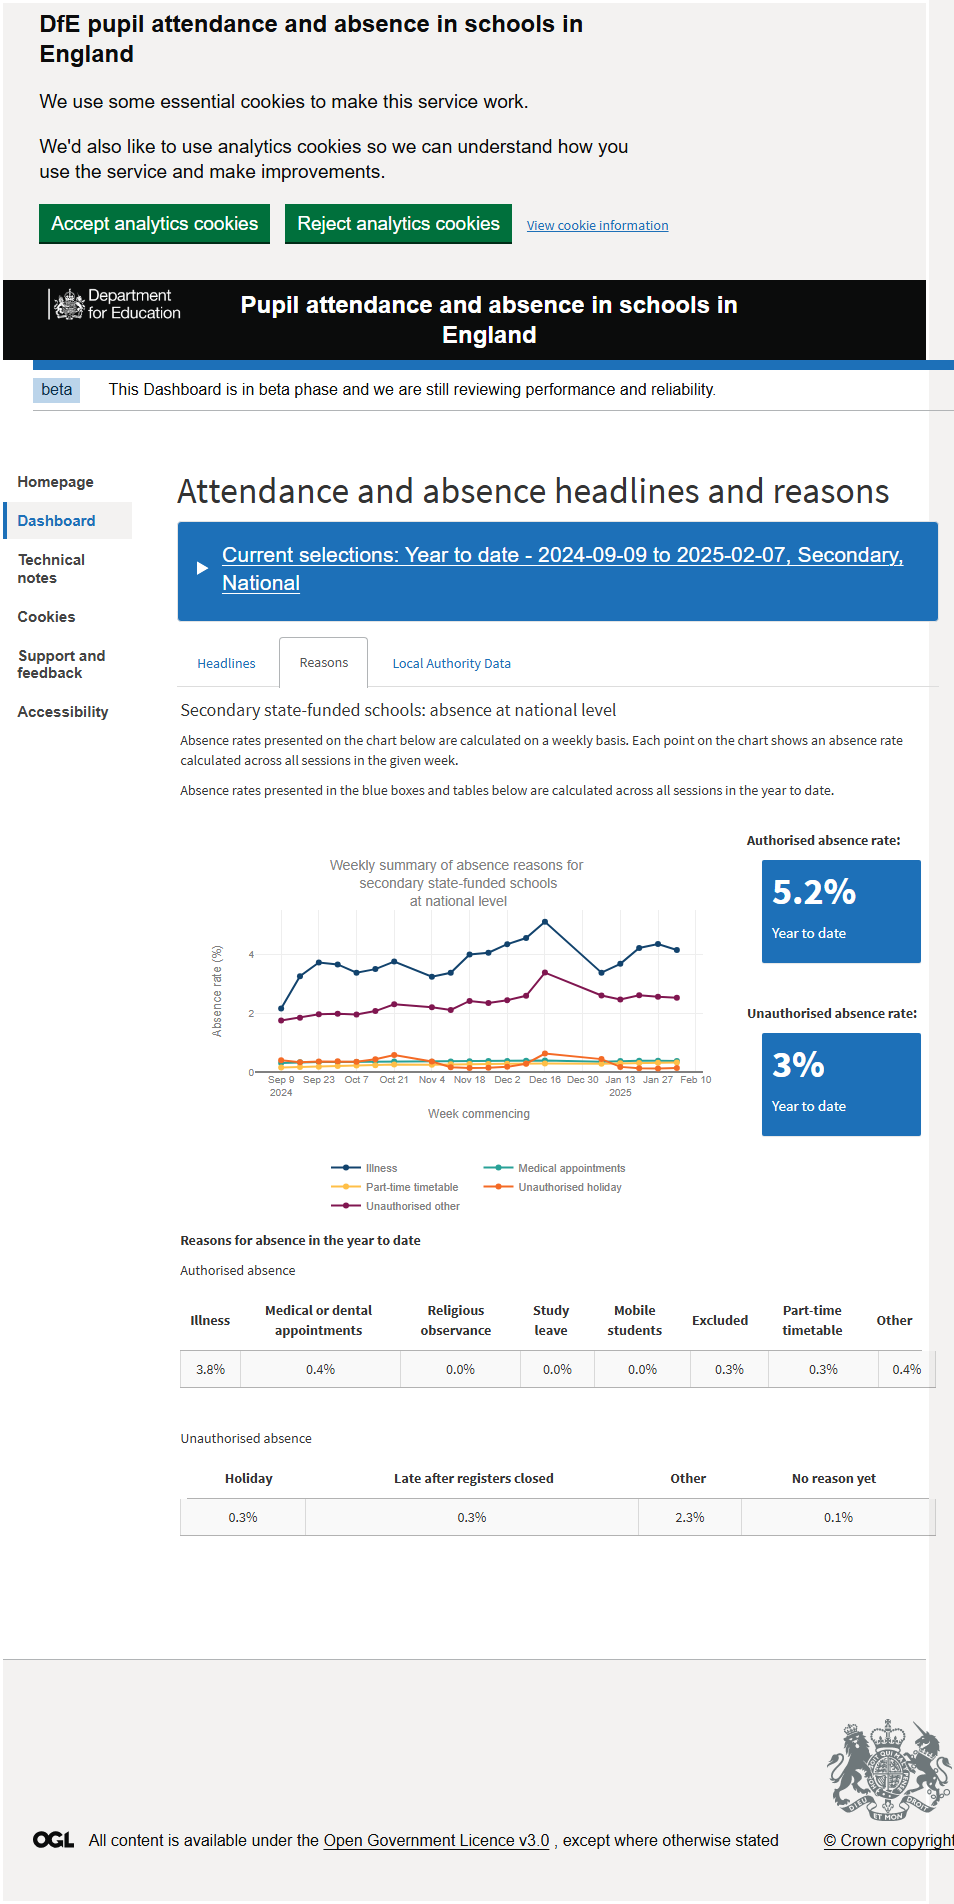 DfE pupil attendance and absence in schools in
England
We use some essential cookies to make this service work.
We'd also like to use analytics cookies so we can understand how you
use the service and make improvements.
Accept analytics cookies
Reject analytics cookies
View cookie information
Department
for Education
Pupil attendance and absence in schools in
England
beta
This Dashboard is in beta phase and we are still reviewing performance and reliability.
Homepage
Dashboard
Technical
notes
Cookies
Support and
feedback
Accessibility
Attendance and absence headlines and reasons
Current selections: Year to date - 2024-09-09 to 2025-02-07, Secondary,
National
Headlines
Reasons
Local Authority Data
Secondary state-funded schools: absence at national level
Absence rates presented on the chart below are calculated on a weekly basis. Each point on the chart shows an absence rate
calculated across all sessions in the given week.
Absence rates presented in the blue boxes and tables below are calculated across all sessions in the year to date.
Weekly summary of absence reasons for
secondary state-funded schools
at national level
Absence rate (%)
4
2
0
Sep 9 Sep 23 Oct 7 Oct 21 Nov 4 Nov 18 Dec 2 Dec 16 Dec 30 Jan 13 Jan 27 Feb 10
2024 2025
Week commencing
Illness Medical appointments
Part-time timetable Unauthorised holiday
Unauthorised other
Authorised absence rate:
5.2%
Year to date
Unauthorised absence rate:
3%
Year to date
Reasons for absence in the year to date
Authorised absence
Illness Medical or dental appointments Religious observance Study leave Mobile students Excluded Part-time timetable Other
3.8% 0.4% 0.0% 0.0% 0.0% 0.3% 0.3% 0.4%
Unauthorised absence
Holiday Late after registers closed Other No reason yet
0.3% 0.3% 2.3% 0.1%
DIEU ET MON DROIT
OGL All content is available under the Open Government Licence v3.0 , except where otherwise stated
© Crown copyright